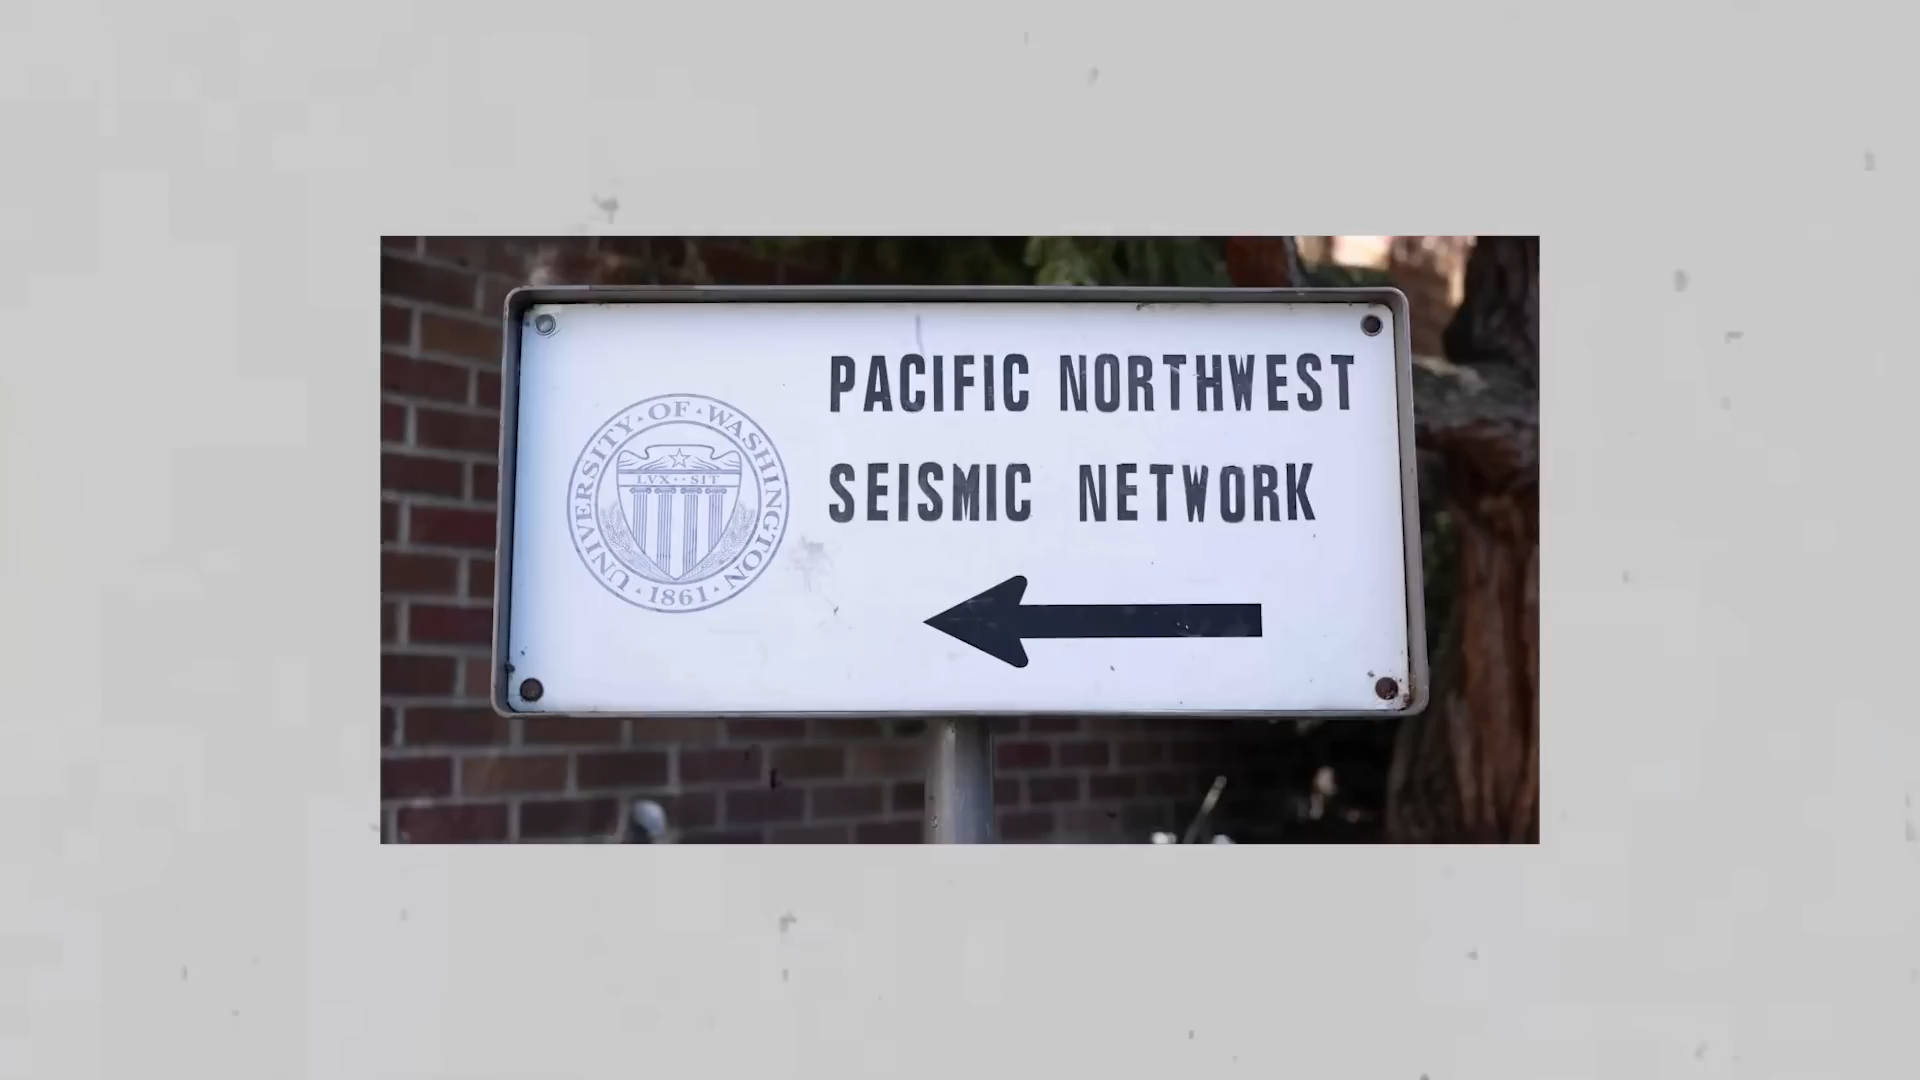 PACIFIC NORTHWEST
SEISMIC NETWORK
UNIVERSITY · OF · WASHINGTON
LVX · · SIT
· 1861 ·